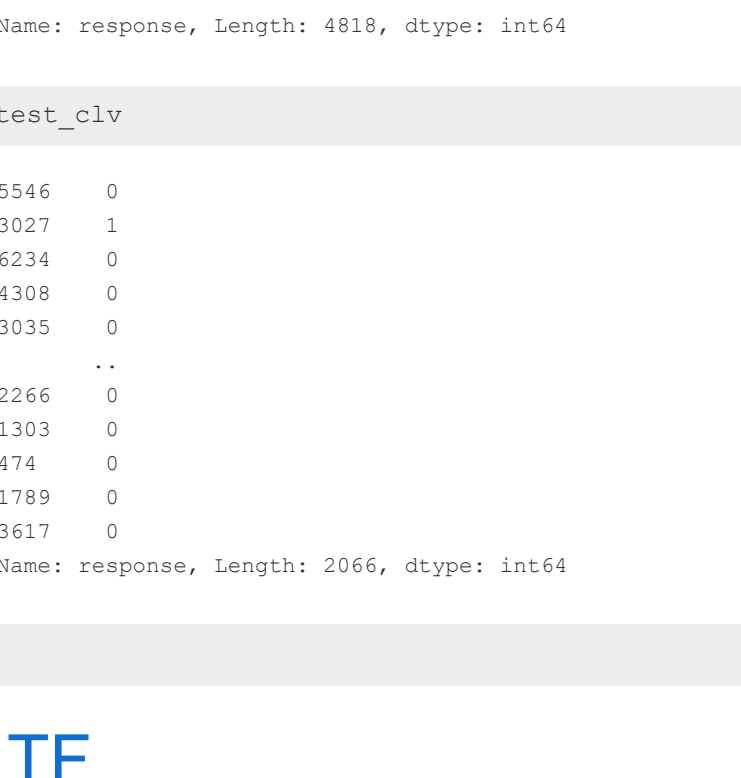 Name: response, Length: 4818, dtype: int64
test_clv
5546 0
3027 1
6234 0
4308 0
3035 0
..
2266 0
1303 0
474 0
1789 0
3617 0
Name: response, Length: 2066, dtype: int64
TF